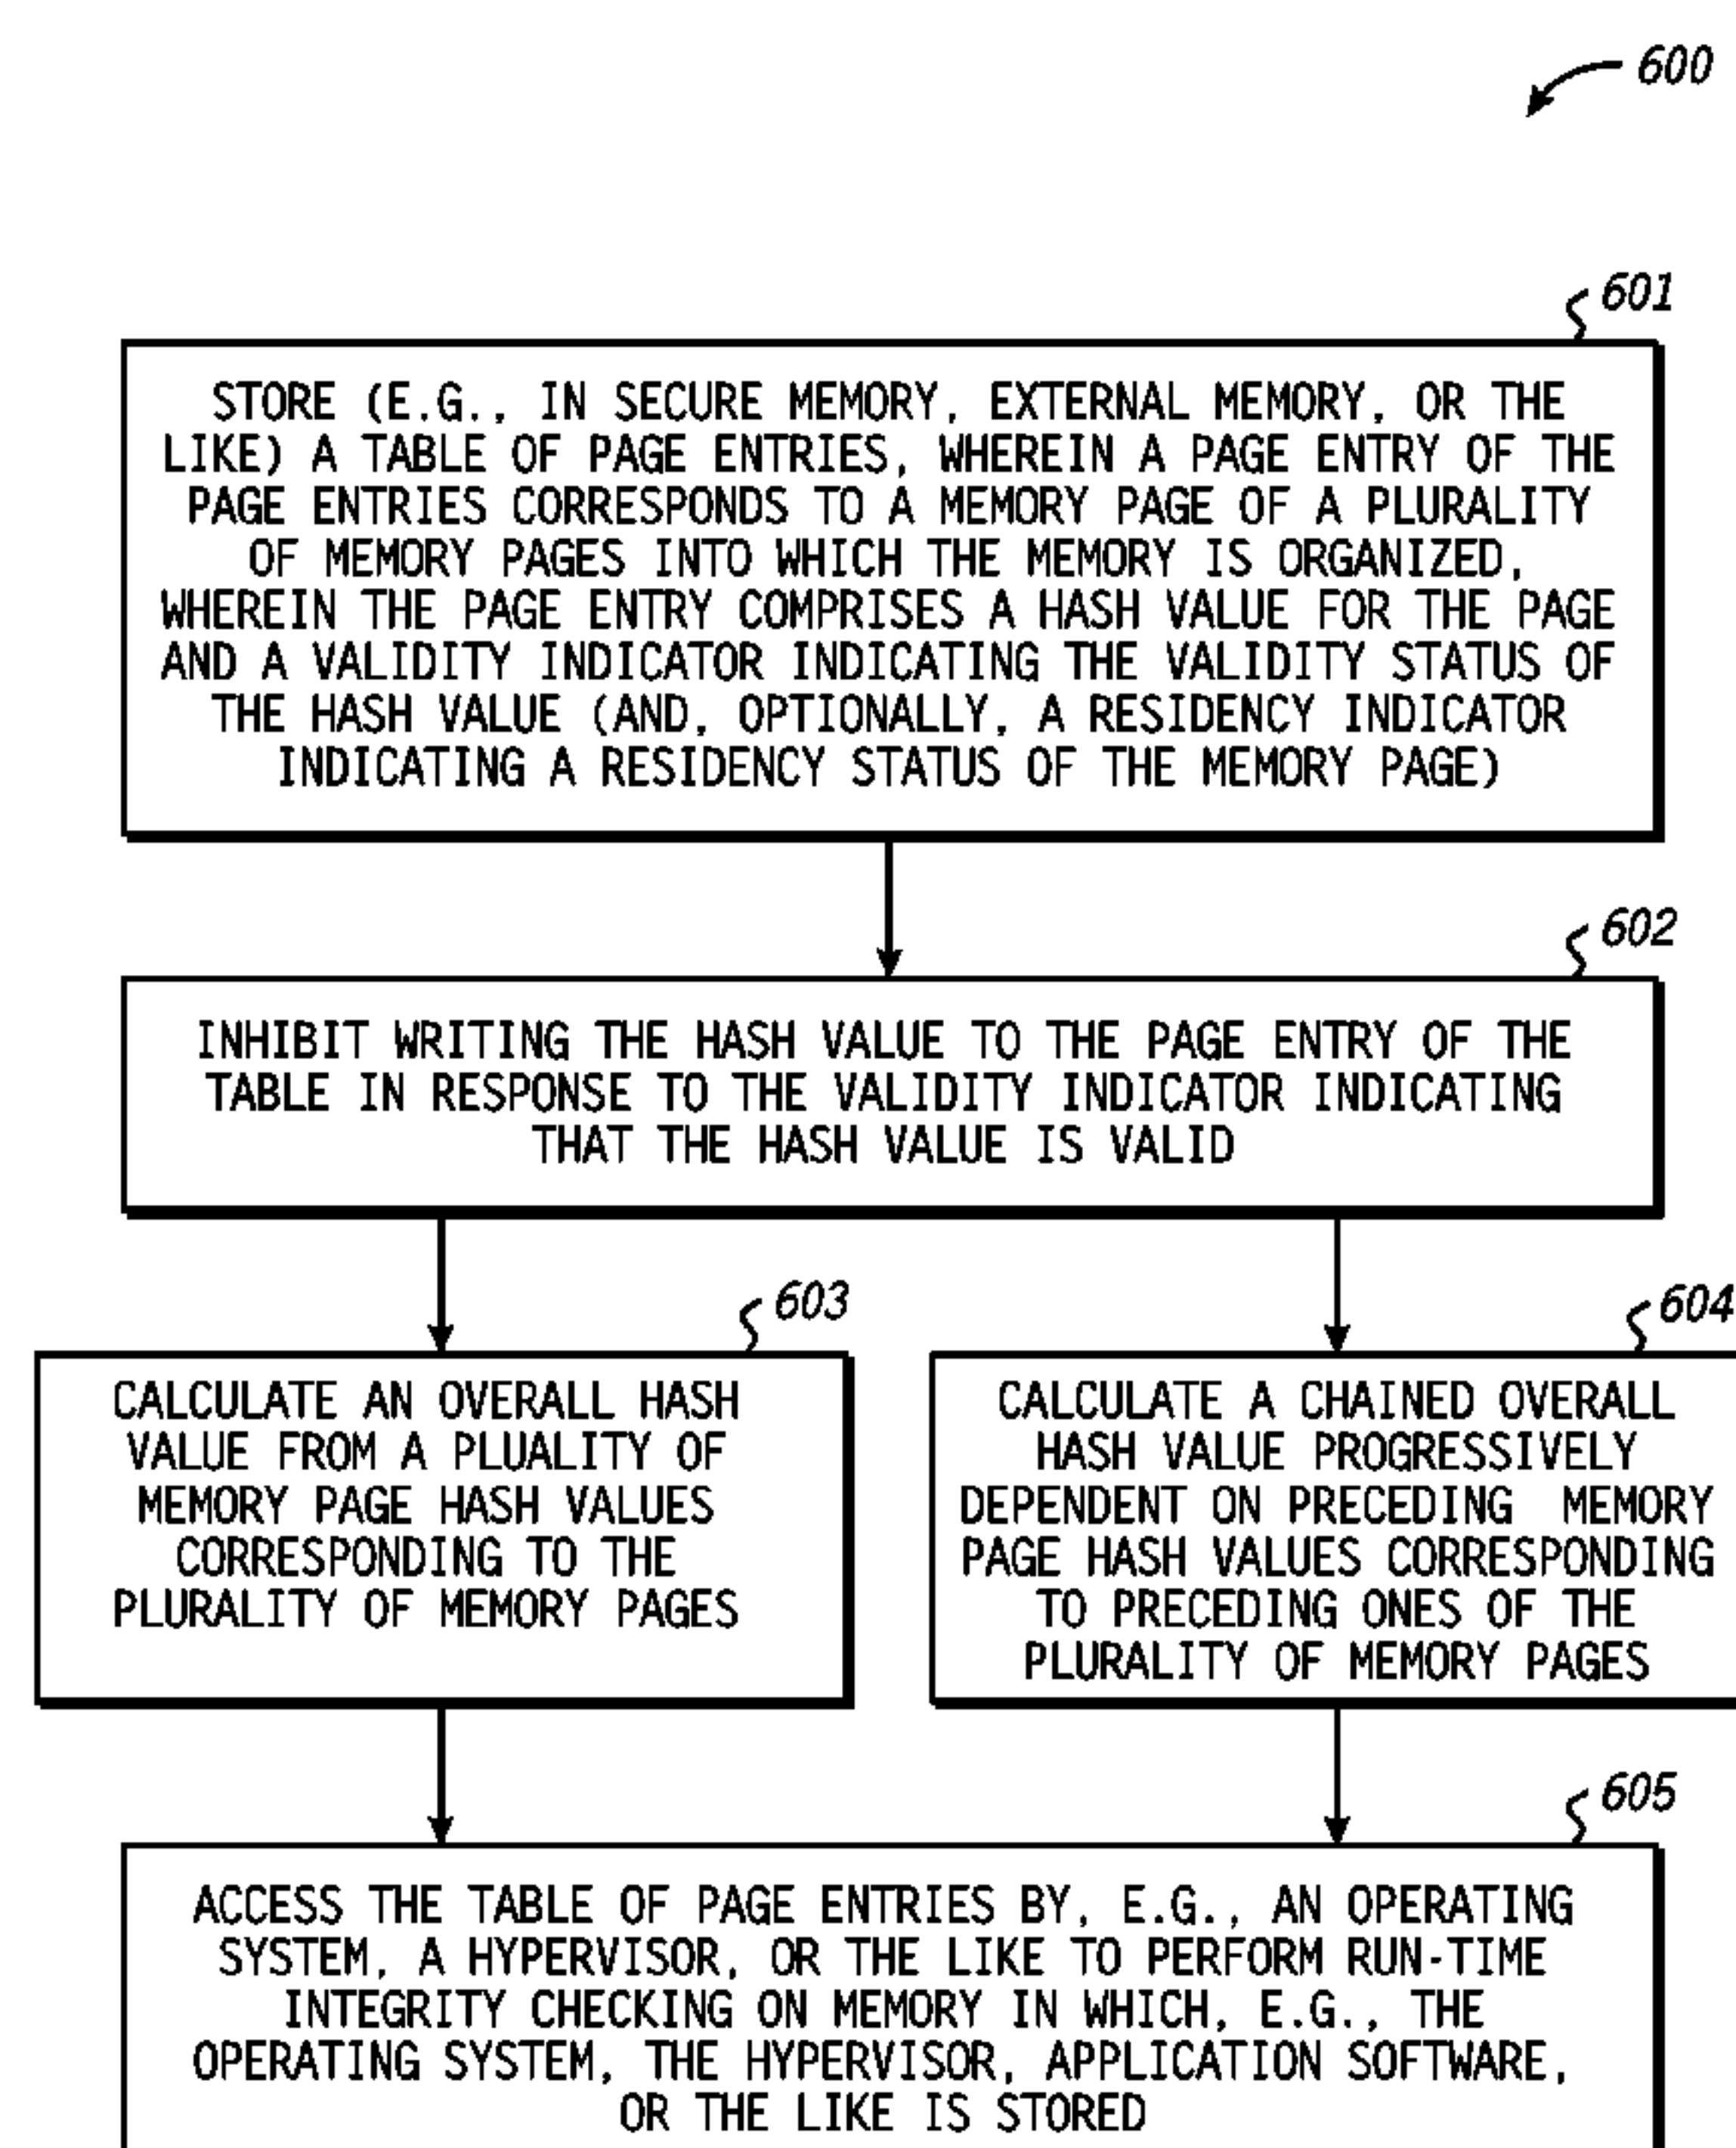 600
601
STORE (E.G., IN SECURE MEMORY, EXTERNAL MEMORY, OR THE
LIKE) A TABLE OF PAGE ENTRIES, WHEREIN A PAGE ENTRY OF THE
PAGE ENTRIES CORRESPONDS TO A MEMORY PAGE OF A PLURALITY
OF MEMORY PAGES INTO WHICH THE MEMORY IS ORGANIZED,
WHEREIN THE PAGE ENTRY COMPRISES A HASH VALUE FOR THE PAGE
AND A VALIDITY INDICATOR INDICATING THE VALIDITY STATUS OF
THE HASH VALUE (AND, OPTIONALLY, A RESIDENCY INDICATOR
INDICATING A RESIDENCY STATUS OF THE MEMORY PAGE)
602
INHIBIT WRITING THE HASH VALUE TO THE PAGE ENTRY OF THE
TABLE IN RESPONSE TO THE VALIDITY INDICATOR INDICATING
THAT THE HASH VALUE IS VALID
603
CALCULATE AN OVERALL HASH
VALUE FROM A PLUALITY OF
MEMORY PAGE HASH VALUES
CORRESPONDING TO THE
PLURALITY OF MEMORY PAGES
604
CALCULATE A CHAINED OVERALL
HASH VALUE PROGRESSIVELY
DEPENDENT ON PRECEDING MEMORY
PAGE HASH VALUES CORRESPONDING
TO PRECEDING ONES OF THE
PLURALITY OF MEMORY PAGES
605
ACCESS THE TABLE OF PAGE ENTRIES BY, E.G., AN OPERATING
SYSTEM, A HYPERVISOR, OR THE LIKE TO PERFORM RUN-TIME
INTEGRITY CHECKING ON MEMORY IN WHICH, E.G., THE
OPERATING SYSTEM, THE HYPERVISOR, APPLICATION SOFTWARE,
OR THE LIKE IS STORED